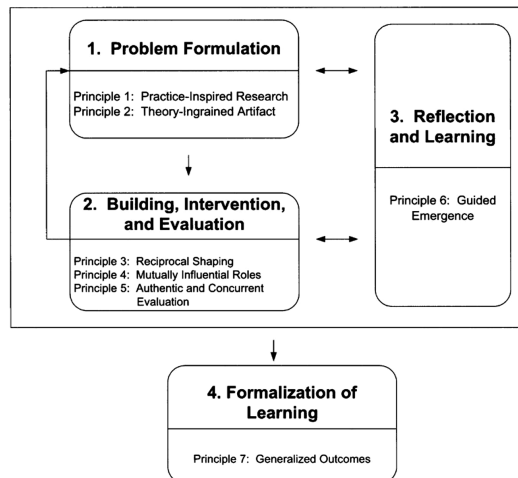 1. Problem Formulation
Principle 1: Practice-Inspired Research
Principle 2: Theory-Ingrained Artifact
2. Building, Intervention,
and Evaluation
Principle 3: Reciprocal Shaping
Principle 4: Mutually Influential Roles
Principle 5: Authentic and Concurrent
Evaluation
3. Reflection
and Learning
Principle 6: Guided
Emergence
4. Formalization of
Learning
Principle 7: Generalized Outcomes